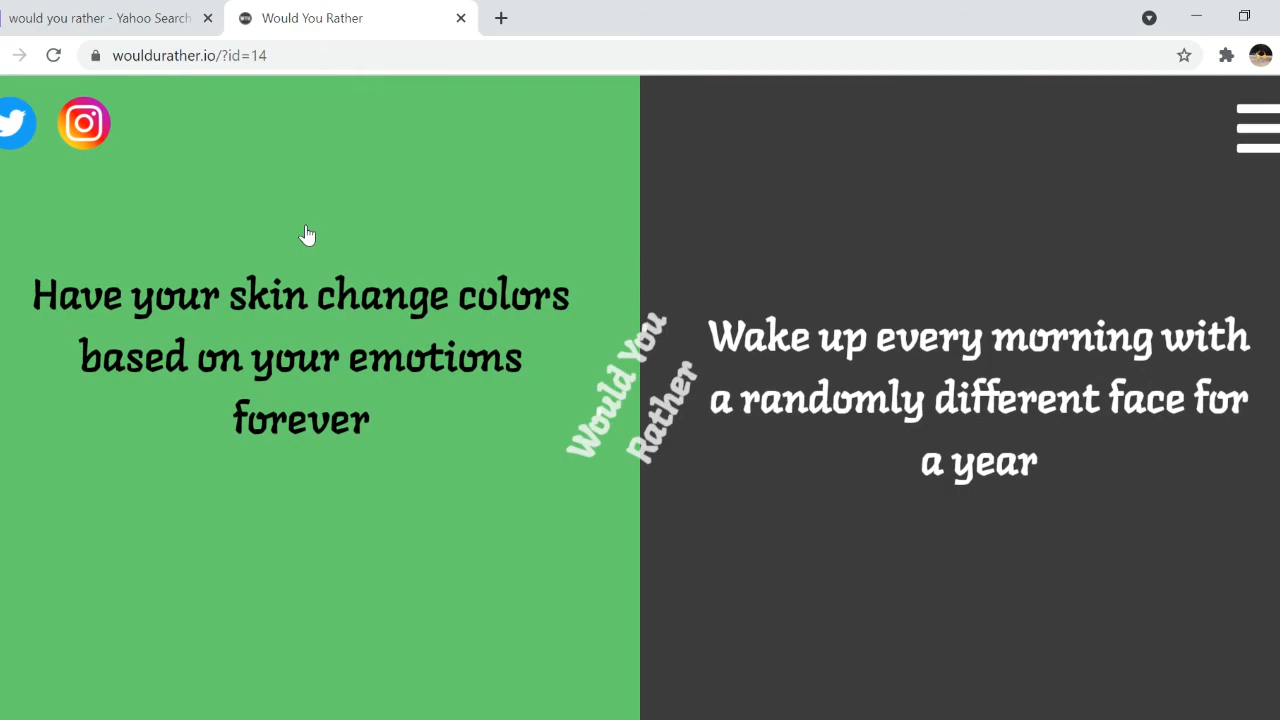 would you rather - Yahoo Search
Would You Rather
wouldurather.io/?id=14
Have your skin change colors
based on your emotions
forever
Would You
Rather
Wake up every morning with
a randomly different face for
a year